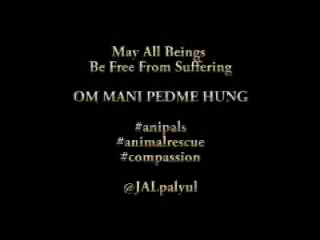 May All Beings
Be Free From Suffering
OM MANI PEDME HUNG
#anipals
#animalrescue
#compassion
@JALpalyul